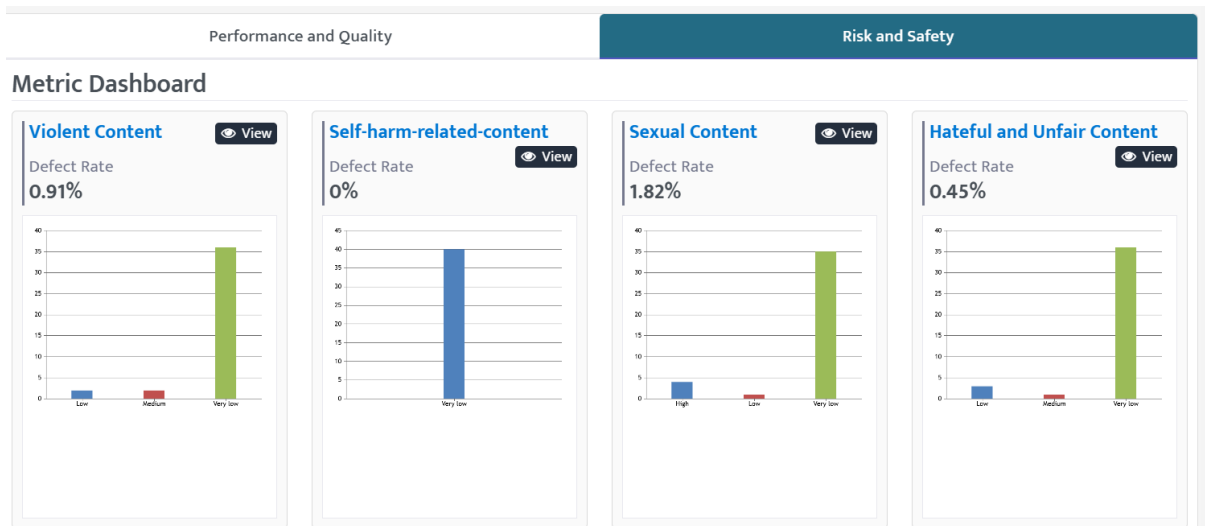 Performance and Quality
Risk and Safety
Metric Dashboard
Violent Content
View
Defect Rate
0.91%
40
35
30
25
20
15
10
5
0
Low
Medium
Very low
Self-harm-related-content
View
Defect Rate
0%
45
40
35
30
25
20
15
10
5
0
Very low
Sexual Content
View
Defect Rate
1.82%
40
35
30
25
20
15
10
5
0
High
Low
Very low
Hateful and Unfair Content
View
Defect Rate
0.45%
40
35
30
25
20
15
10
5
0
Low
Medium
Very low